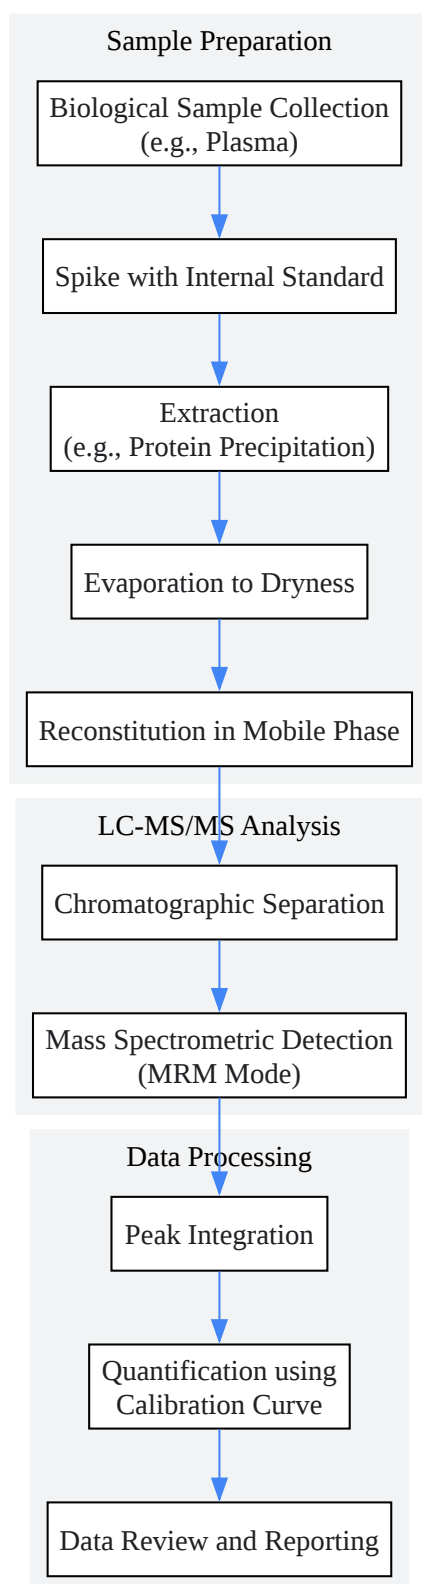 Sample Preparation
Biological Sample Collection
(e.g., Plasma)
Spike with Internal Standard
Extraction
(e.g., Protein Precipitation)
Evaporation to Dryness
Reconstitution in Mobile Phase
LC-MS/MS Analysis
Chromatographic Separation
Mass Spectrometric Detection
(MRM Mode)
Data Processing
Peak Integration
Quantification using
Calibration Curve
Data Review and Reporting